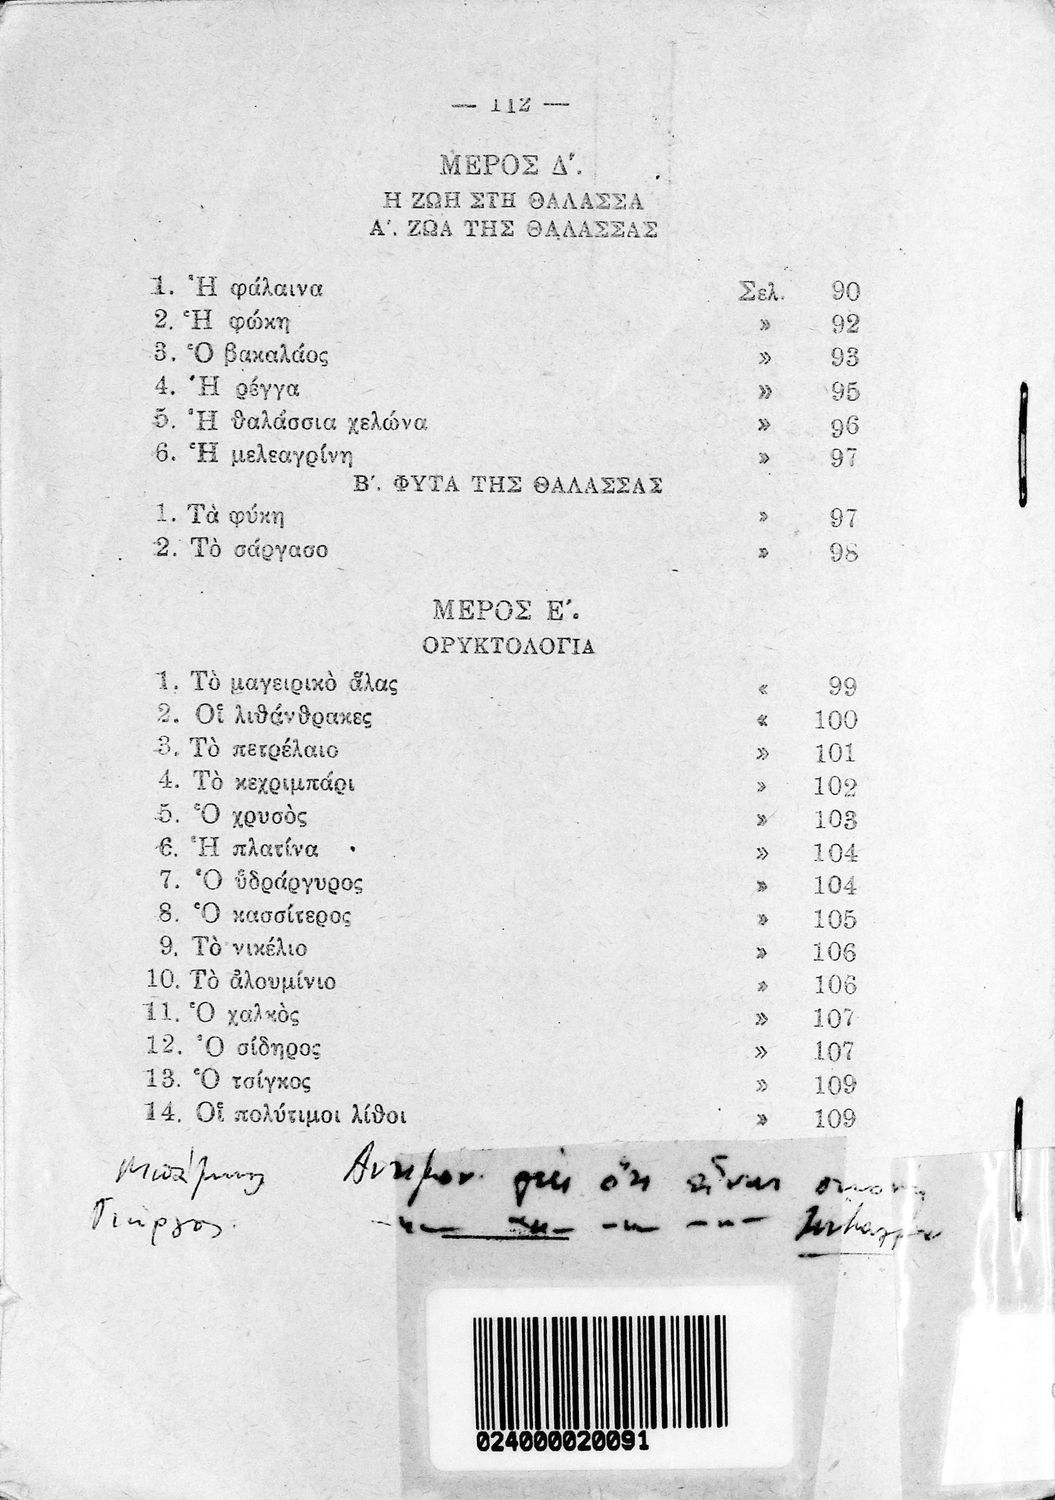 — 112 —
ΜΕΡΟΣ Δ΄.
Η ΖΩΗ ΣΤΗ ΘΑΛΑΣΣΑ
Α΄. ΖΩΑ ΤΗΣ ΘΑΛΑΣΣΑΣ
1. Ἡ φάλαινα Σελ. 90
2. Ἡ φώκη » 92
3. Ὁ βακαλάος » 93
4. Ἡ ρέγγα » 95
5. Ἡ θαλάσσια χελώνα » 96
6. Ἡ μελεαγρίνη » 97
Β΄. ΦΥΤΑ ΤΗΣ ΘΑΛΑΣΣΑΣ
1. Τὰ φύκη » 97
2. Τὸ σάργασο » 98
ΜΕΡΟΣ Ε΄.
ΟΡΥΚΤΟΛΟΓΙΑ
1. Τὸ μαγειρικὸ ἅλας « 99
2. Οἱ λιθάνθρακες « 100
3. Τὸ πετρέλαιο » 101
4. Τὸ κεχριμπάρι » 102
5. Ὁ χρυσὸς » 103
6. Ἡ πλατίνα » 104
7. Ὁ ὑδράργυρος » 104
8. Ὁ κασσίτερος » 105
9. Τὸ νικέλιο » 106
10. Τὸ ἀλουμίνιο » 106
11. Ὁ χαλκὸς » 107
12. Ὁ σίδηρος » 107
13. Ὁ τσίγκος » 109
14. Οἱ πολύτιμοι λίθοι » 109
ὅτι εἶναι
Γιώργος
024000020091